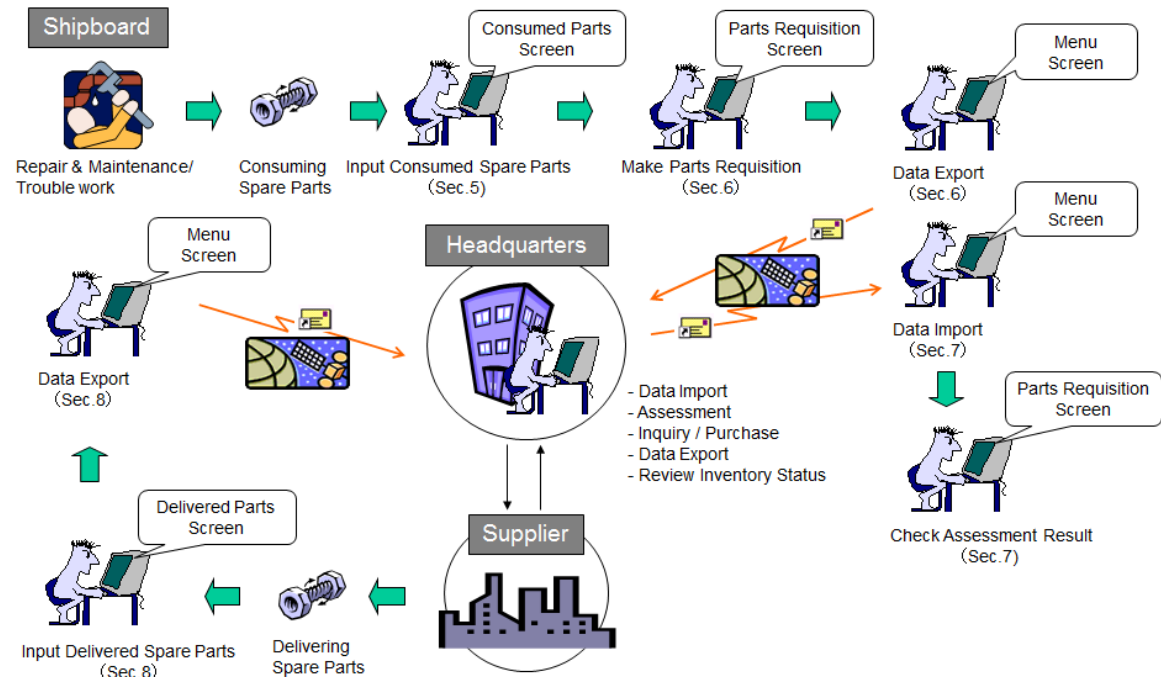 Shipboard
Consumed Parts
Screen
Parts Requisition
Screen
Menu
Screen
Repair & Maintenance/
Trouble work
Consuming
Spare Parts
Input Consumed Spare Parts
(Sec.5)
Make Parts Requisition
(Sec.6)
Data Export
(Sec.6)
Menu
Screen
Headquarters
Menu
Screen
Data Import
(Sec.7)
Data Export
(Sec.8)
- Data Import
- Assessment
- Inquiry / Purchase
- Data Export
- Review Inventory Status
Parts Requisition
Screen
Delivered Parts
Screen
Supplier
Check Assessment Result
(Sec.7)
Input Delivered Spare Parts
(Sec.8)
Delivering
Spare Parts